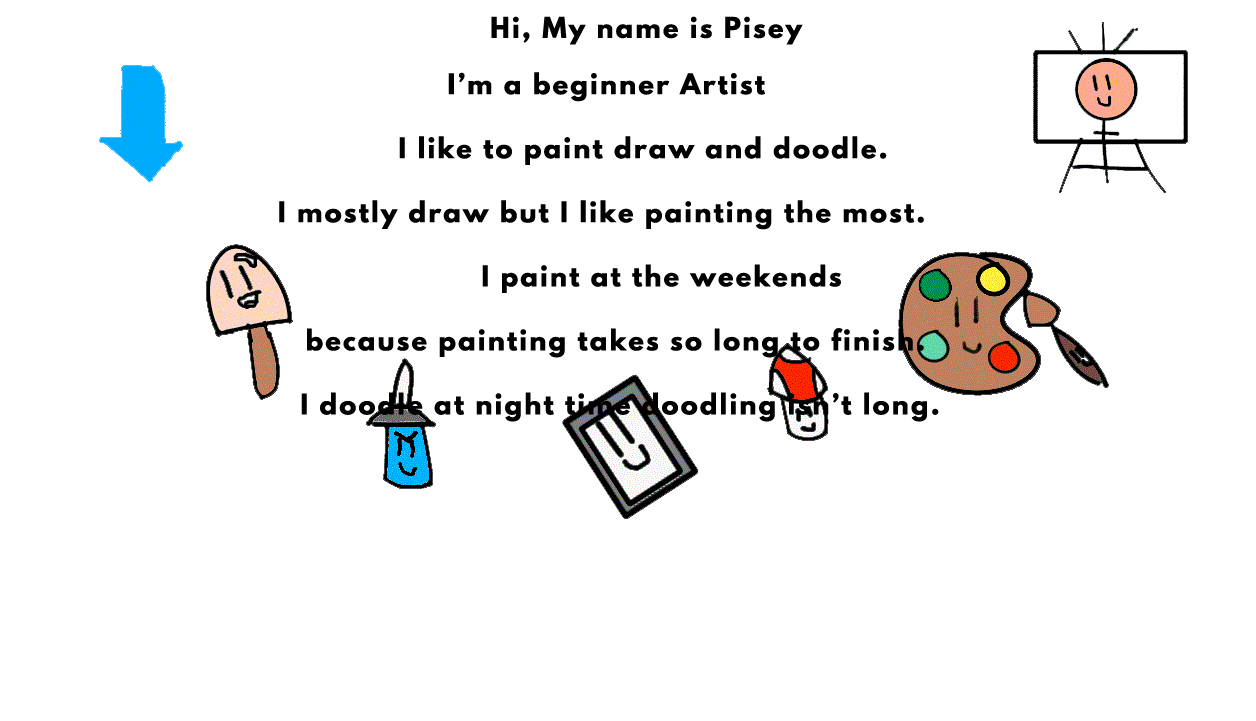 Hi, My name is Pisey
I’m a beginner Artist
I like to paint draw and doodle.
I mostly draw but I like painting the most.
I paint at the weekends
because painting takes so long to finish.
I doodle at night time doodling isn’t long.